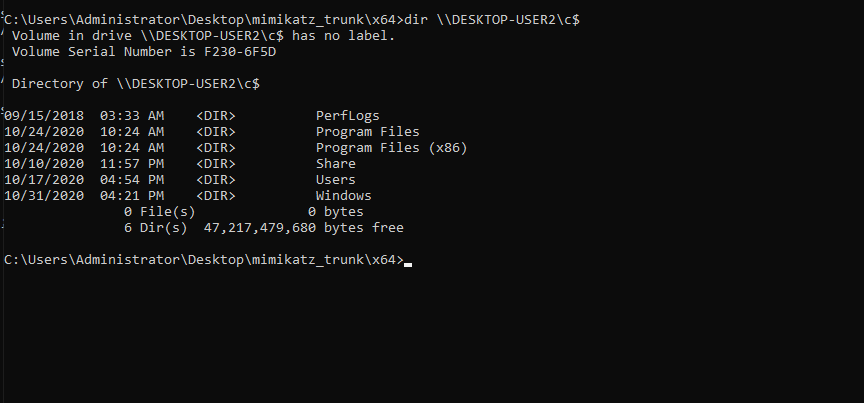 C:\Users\Administrator\Desktop\mimikatz_trunk\x64>dir \\DESKTOP-USER2\c$
 Volume in drive \\DESKTOP-USER2\c$ has no label.
 Volume Serial Number is F230-6F5D
 Directory of \\DESKTOP-USER2\c$
09/15/2018  03:33 AM    <DIR>          PerfLogs
10/24/2020  10:24 AM    <DIR>          Program Files
10/24/2020  10:24 AM    <DIR>          Program Files (x86)
10/10/2020  11:57 PM    <DIR>          Share
10/17/2020  04:54 PM    <DIR>          Users
10/31/2020  04:21 PM    <DIR>          Windows
               0 File(s)              0 bytes
               6 Dir(s)  47,217,479,680 bytes free
C:\Users\Administrator\Desktop\mimikatz_trunk\x64>